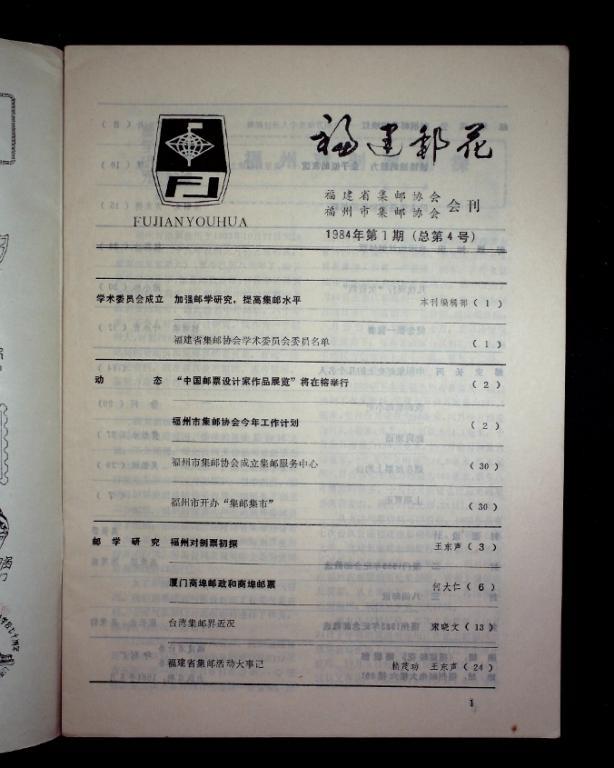 福建邮花
FJ
FUJIANYOUHUA
福建省集邮协会
福州市集邮协会 会刊
1984年第1期（总第4号）
学术委员会成立 加强邮学研究，提高集邮水平 本刊编辑部（1）
福建省集邮协会学术委员会委员名单 （1）
动态 “中国邮票设计家作品展览”将在榕举行 （2）
福州市集邮协会今年工作计划 （2）
福州市集邮协会成立集邮服务中心 （30）
福州市开办“集邮集市” （30）
邮学研究 福州对剖票初探 王东声（3）
厦门商埠邮政和商埠邮票 何大仁（6）
台湾集邮界近况 宋晓文（13）
福建省集邮活动大事记 赖茂功 王东声（24）
1